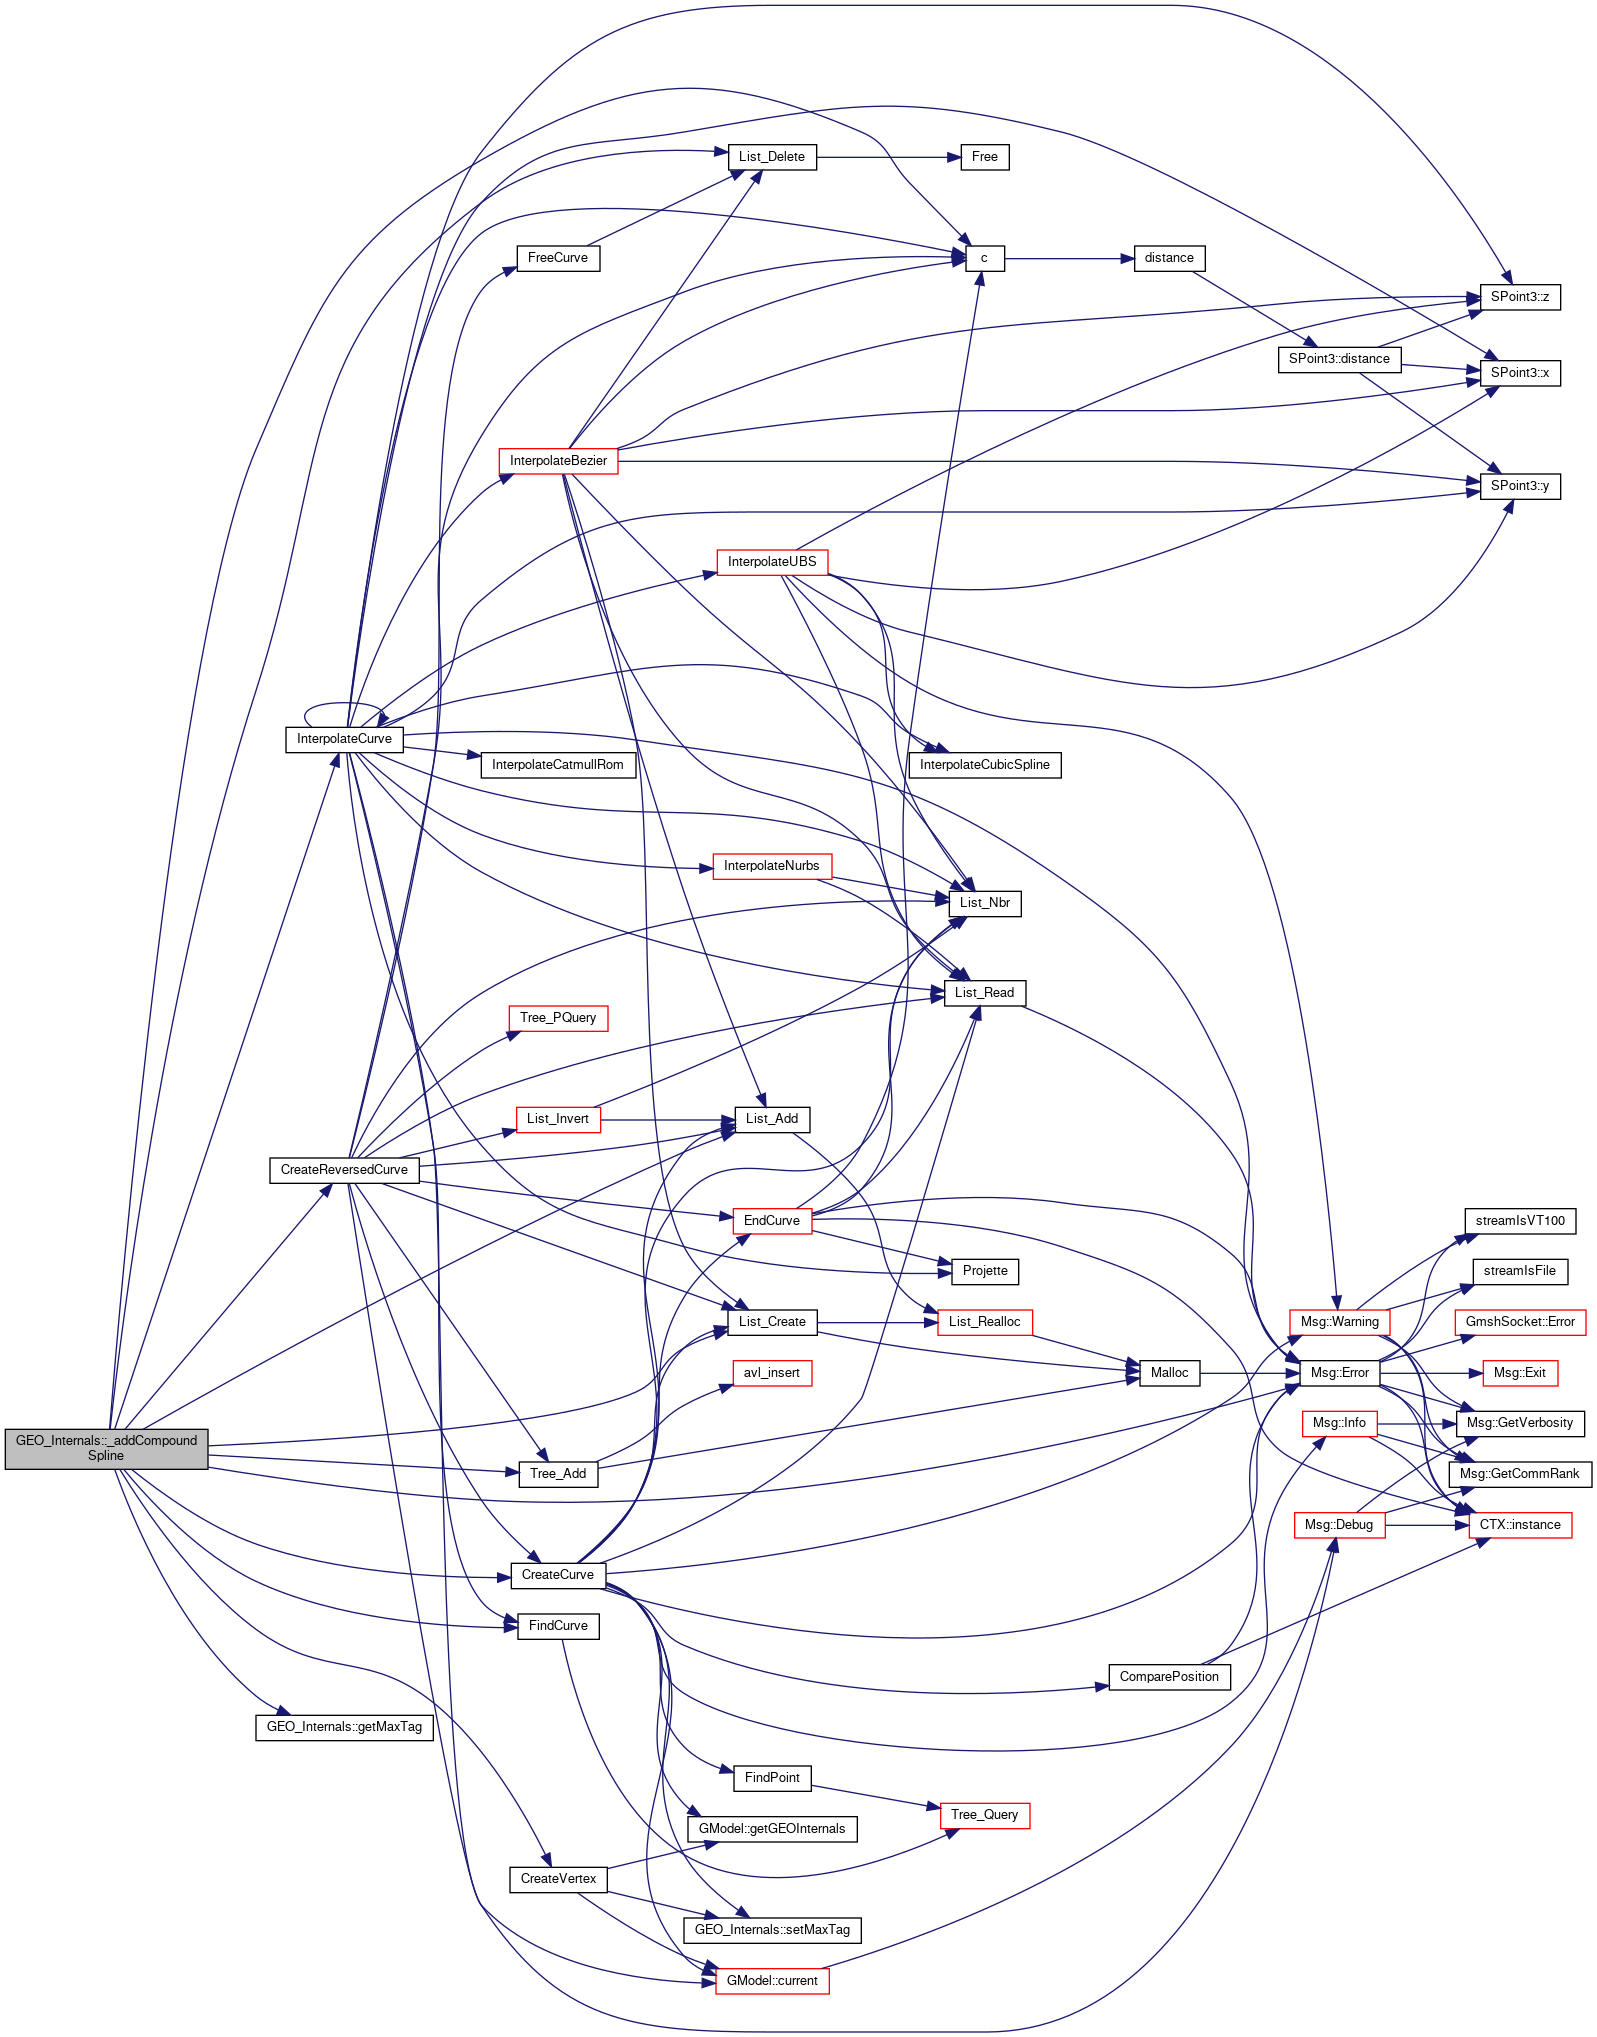 List_Delete
Free
FreeCurve
c
distance
SPoint3::z
SPoint3::distance
SPoint3::x
InterpolateBezier
SPoint3::y
InterpolateUBS
InterpolateCurve
InterpolateCatmullRom
InterpolateCubicSpline
InterpolateNurbs
List_Nbr
List_Read
Tree_PQuery
List_Invert
List_Add
CreateReversedCurve
EndCurve
streamIsVT100
Projette
streamIsFile
List_Create
List_Realloc
Msg::Warning
GmshSocket::Error
avl_insert
Malloc
Msg::Error
Msg::Exit
Msg::Info
Msg::GetVerbosity
GEO_Internals::_addCompound
Spline
Tree_Add
Msg::GetCommRank
Msg::Debug
CTX::instance
CreateCurve
FindCurve
ComparePosition
GEO_Internals::getMaxTag
FindPoint
Tree_Query
GModel::getGEOInternals
CreateVertex
GEO_Internals::setMaxTag
GModel::current